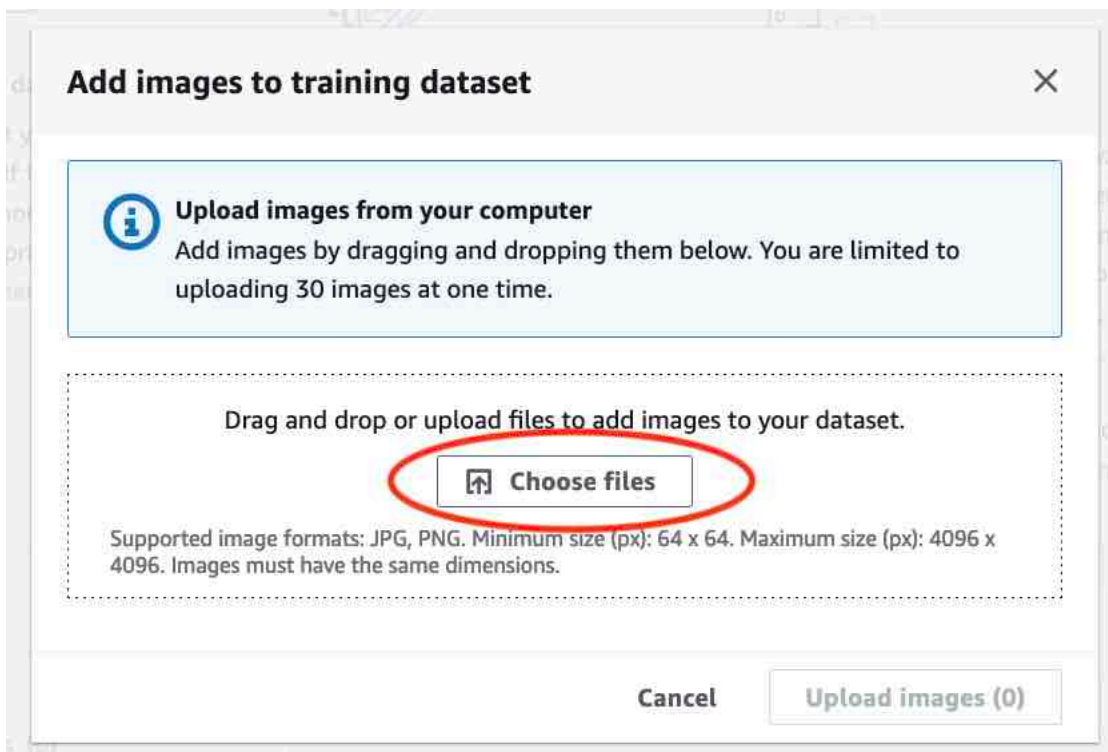 Add images to training dataset
Upload images from your computer
Add images by dragging and dropping them below. You are limited to
uploading 30 images at one time.
Drag and drop or upload files to add images to your dataset.
Choose files
Supported image formats: JPG, PNG. Minimum size (px): 64 x 64. Maximum size (px): 4096 x
4096. Images must have the same dimensions.
Cancel
Upload images (0)